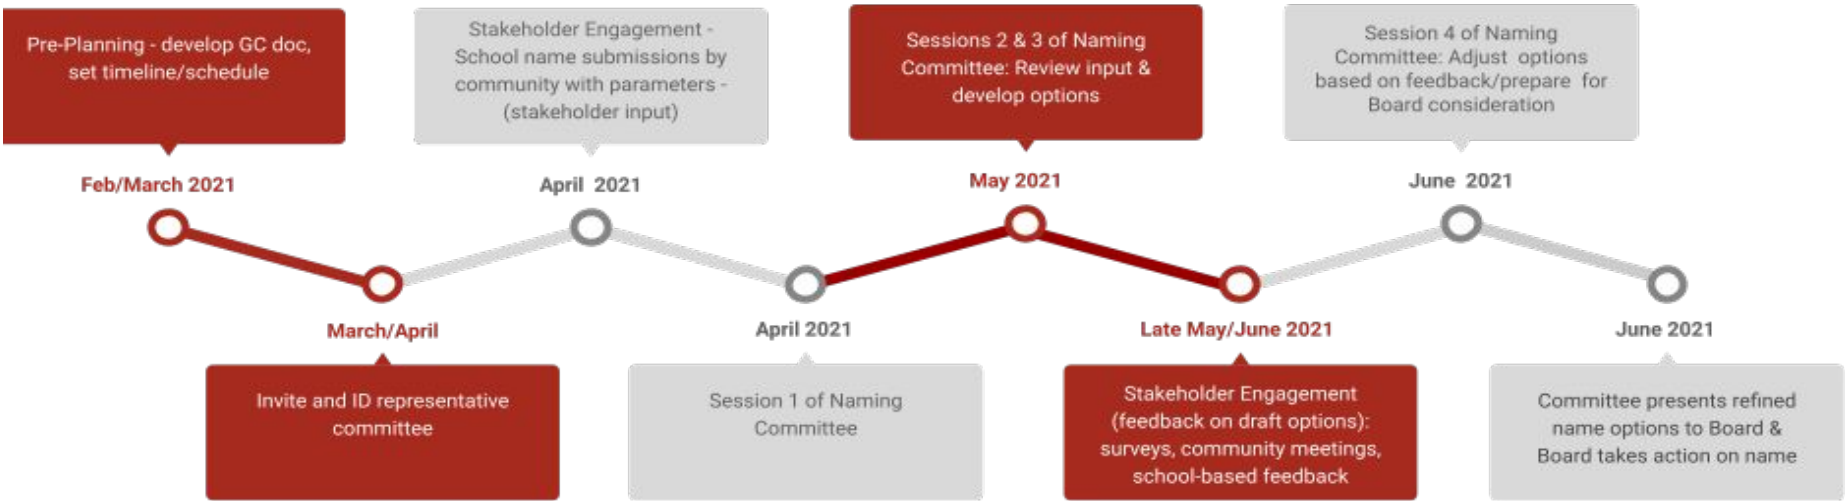 Pre-Planning - develop GC doc,
set timeline/schedule
Feb/March 2021
March/April
Invite and ID representative
committee
Stakeholder Engagement -
School name submissions by
community with parameters -
(stakeholder input)
April 2021
April 2021
Session 1 of Naming
Committee
Sessions 2 & 3 of Naming
Committee: Review input &
develop options
May 2021
Late May/June 2021
Stakeholder Engagement
(feedback on draft options):
surveys, community meetings,
school-based feedback
Session 4 of Naming
Committee: Adjust options
based on feedback/prepare for
Board consideration
June 2021
June 2021
Committee presents refined
name options to Board &
Board takes action on name